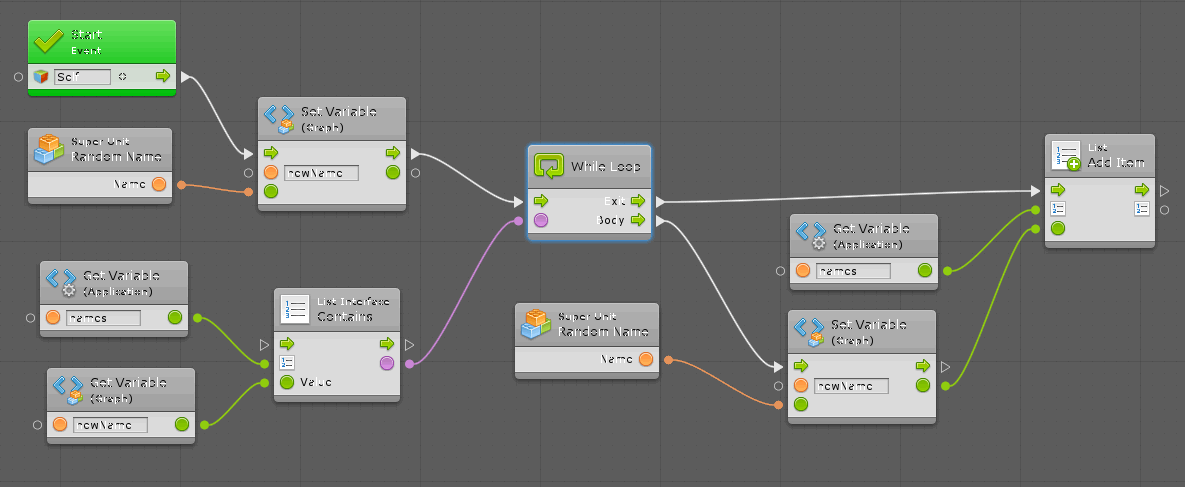 Start
Event
Self
Super Unit
Random Name
Name
Set Variable
(Graph)
newName
While Loop
Exit
Body
List
Add Item
Get Variable
(Application)
names
Get Variable
(Application)
names
List Interface
Contains
Value
Get Variable
(Graph)
newName
Super Unit
Random Name
Name
Set Variable
(Graph)
newName